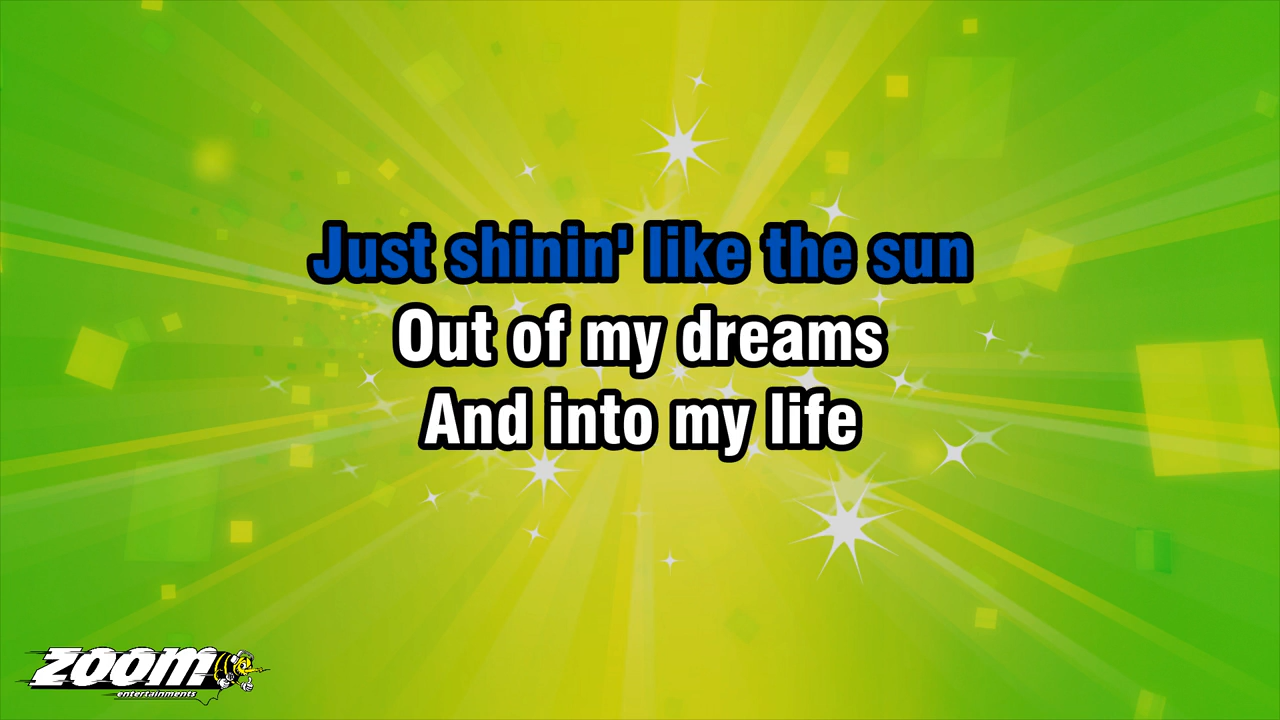 Just shinin' like the sun
Out of my dreams
And into my life
zoom
entertainments